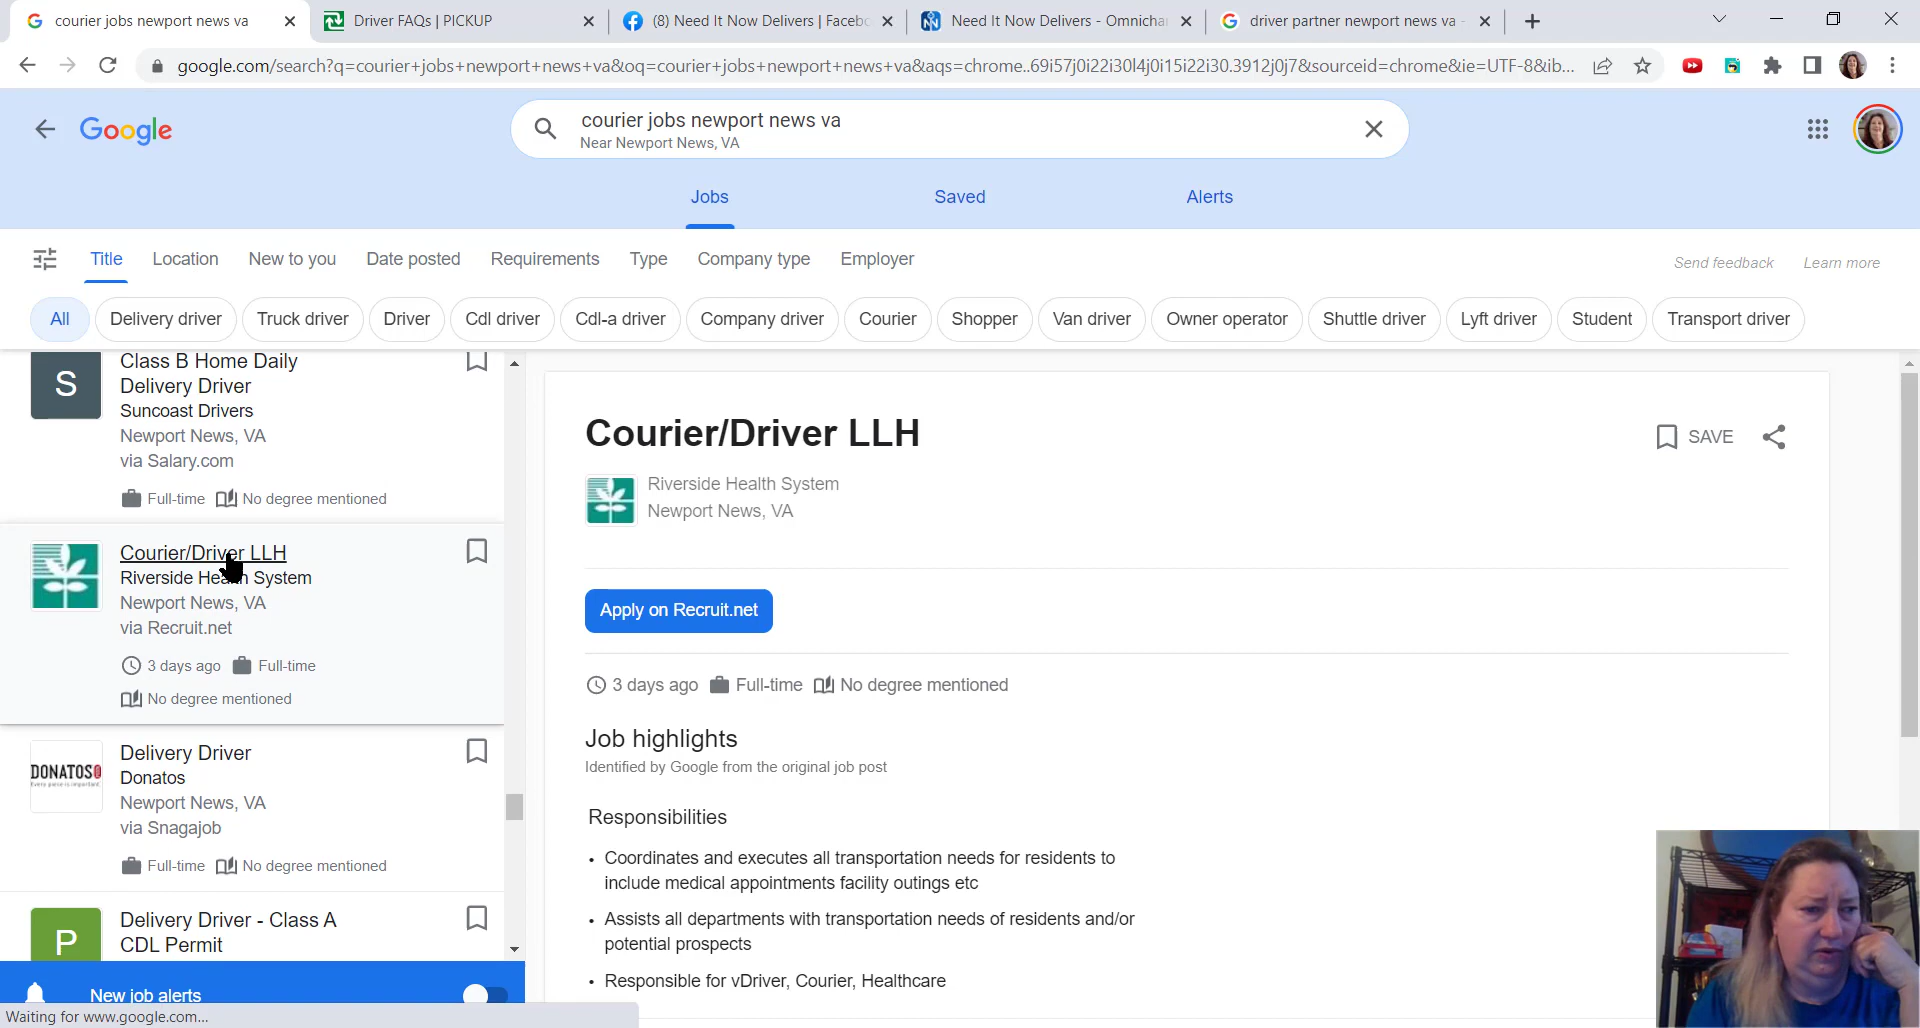 courier jobs newport news va
Driver FAQs | PICKUP
(8) Need It Now Delivers | Facebo
Need It Now Delivers - Omnichan
driver partner newport news va -
google.com/search?q=courier+jobs+newport+news+va&oq=courier+jobs+newport+news+va&aqs=chrome..69i57j0i22i30l4j0i15i22i30.3912j0j7&sourceid=chrome&ie=UTF-8&ib...
Google
courier jobs newport news va
Near Newport News, VA
Jobs
Saved
Alerts
Title
Location
New to you
Date posted
Requirements
Type
Company type
Employer
Send feedback
Learn more
All
Delivery driver
Truck driver
Driver
Cdl driver
Cdl-a driver
Company driver
Courier
Shopper
Van driver
Owner operator
Shuttle driver
Lyft driver
Student
Transport driver
S
Class B Home Daily
Delivery Driver
Suncoast Drivers
Newport News, VA
via Salary.com
Full-time
No degree mentioned
Courier/Driver LLH
Riverside Health System
Newport News, VA
via Recruit.net
3 days ago
Full-time
No degree mentioned
DONATOS
Delivery Driver
Donatos
Newport News, VA
via Snagajob
Full-time
No degree mentioned
P
Delivery Driver - Class A
CDL Permit
New job alerts
Waiting for www.google.com...
Courier/Driver LLH
SAVE
Riverside Health System
Newport News, VA
Apply on Recruit.net
3 days ago
Full-time
No degree mentioned
Job highlights
Identified by Google from the original job post
Responsibilities
• Coordinates and executes all transportation needs for residents to
include medical appointments facility outings etc
• Assists all departments with transportation needs of residents and/or
potential prospects
• Responsible for vDriver, Courier, Healthcare